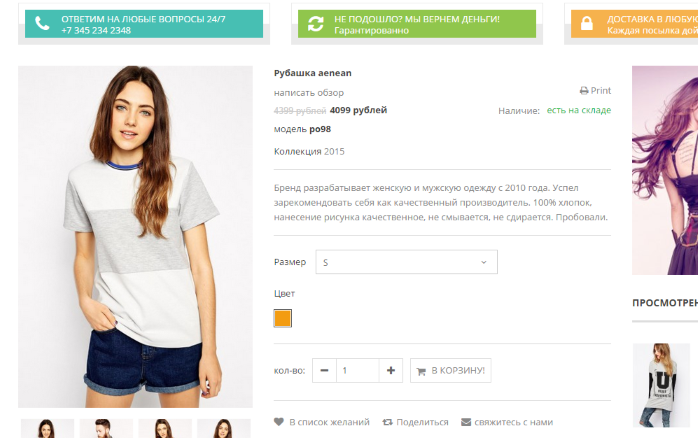 ОТВЕТИМ НА ЛЮБЫЕ ВОПРОСЫ 24/7
+7 345 234 2348
НЕ ПОДОШЛО? МЫ ВЕРНЕМ ДЕНЬГИ!
Гарантированно
ДОСТАВКА В ЛЮБУЮ
Каждая посылка
Рубашка aenean
написать обзор
Print
4399 рублей 4099 рублей
Наличие: есть на складе
модель po98
Коллекция 2015
Бренд разрабатывает женскую и мужскую одежду с 2010 года. Успел
зарекомендовать себя как качественный производитель. 100% хлопок,
нанесение рисунка качественное, не смывается, не сдирается. Пробовали.
Размер S
Цвет
кол-во: − 1 + В КОРЗИНУ!
В список желаний Поделиться свяжитесь с нами
ПРОСМОТРЕН
U